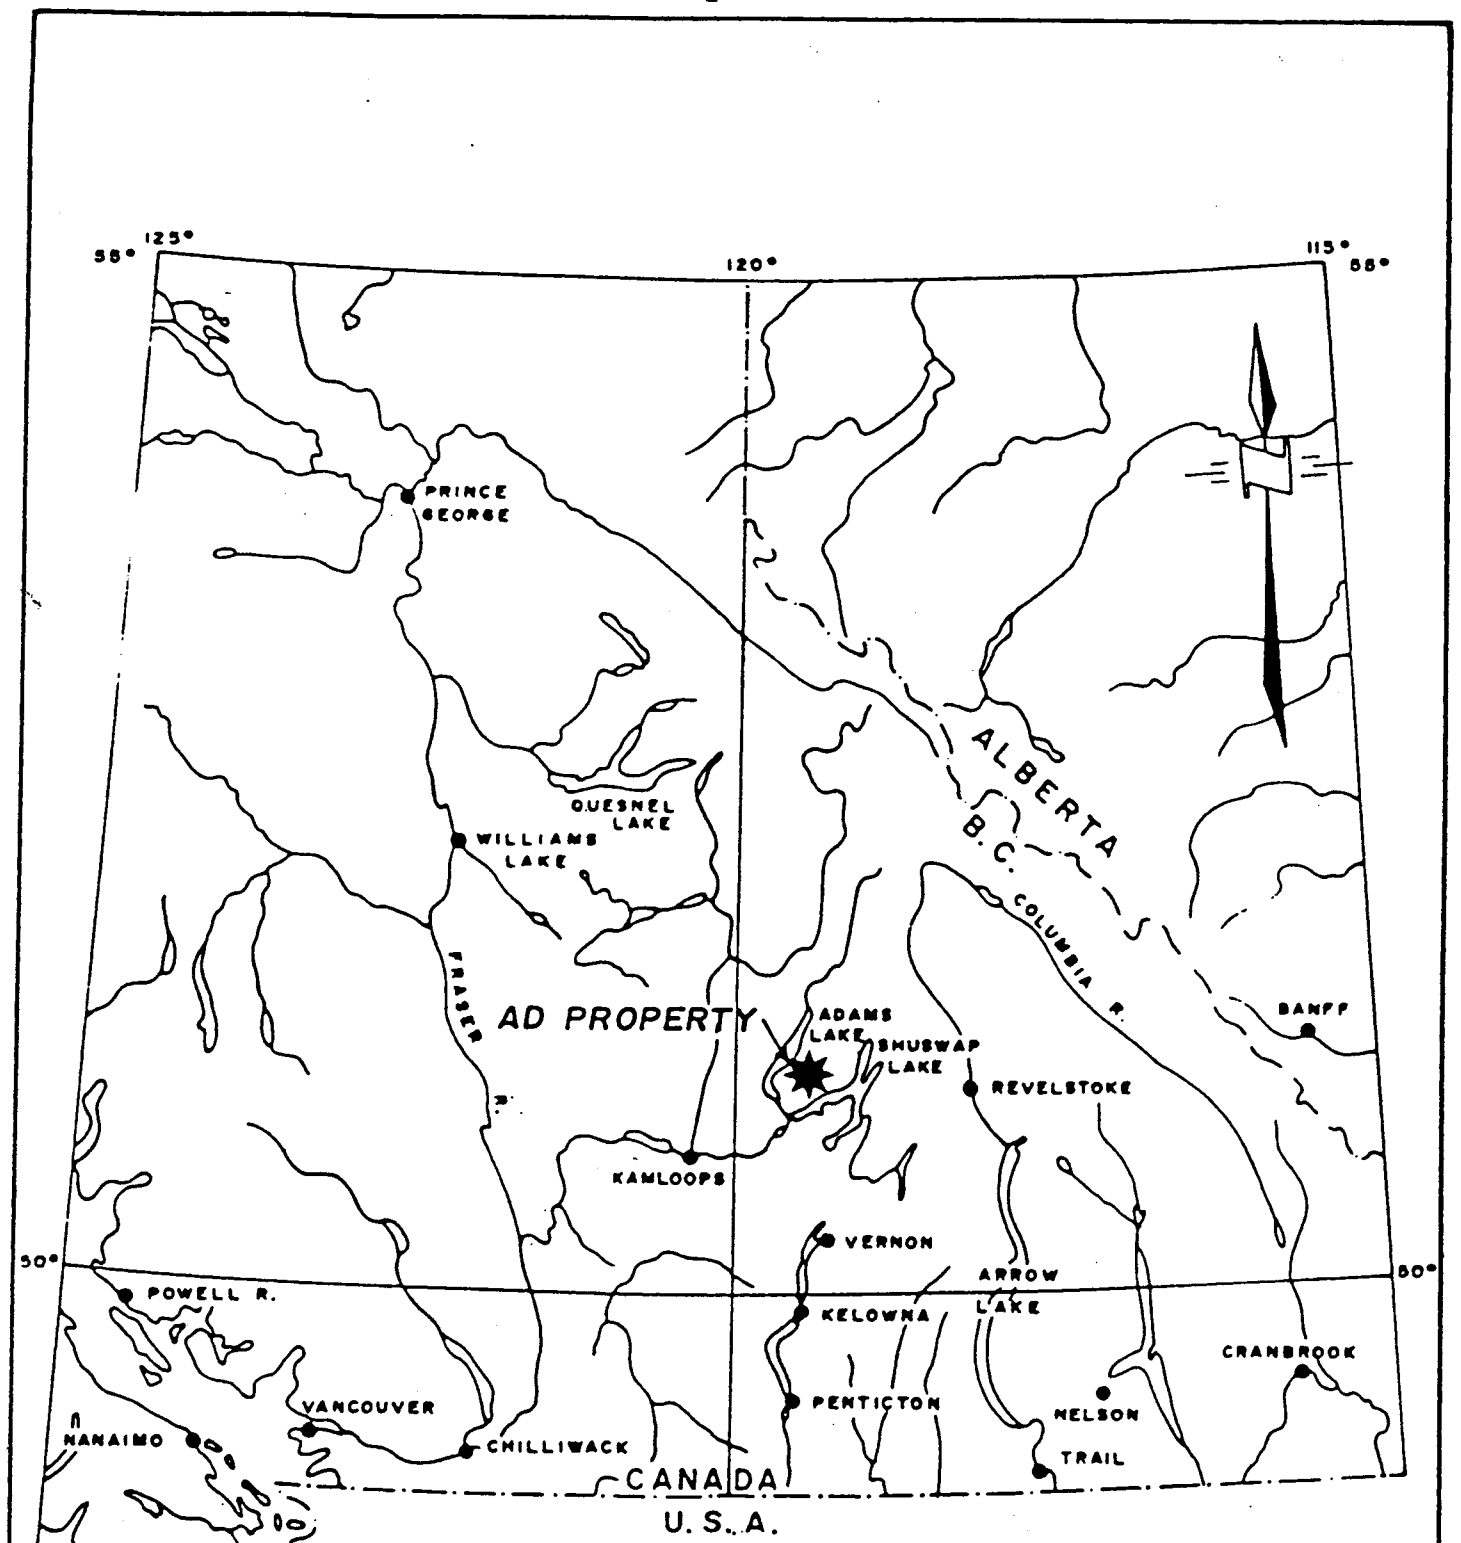 125°
55°
120°
115°
55°
PRINCE
GEORGE
ALBERTA
B.C.
QUESNEL
LAKE
WILLIAMS
LAKE
COLUMBIA R.
FRASER R.
AD PROPERTY
ADAMS
LAKE
SHUSWAP
LAKE
BANFF
REVELSTOKE
KAMLOOPS
VERNON
50°
50°
ARROW
LAKE
POWELL R.
KELOWNA
CRANBROOK
VANCOUVER
PENTICTON
NELSON
NANAIMO
CHILLIWACK
TRAIL
CANADA
U.S.A.